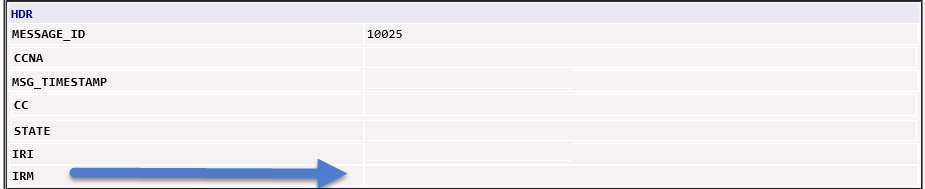 HDR
MESSAGE_ID 10025
CCNA
MSG_TIMESTAMP
CC
STATE
IRI
IRM